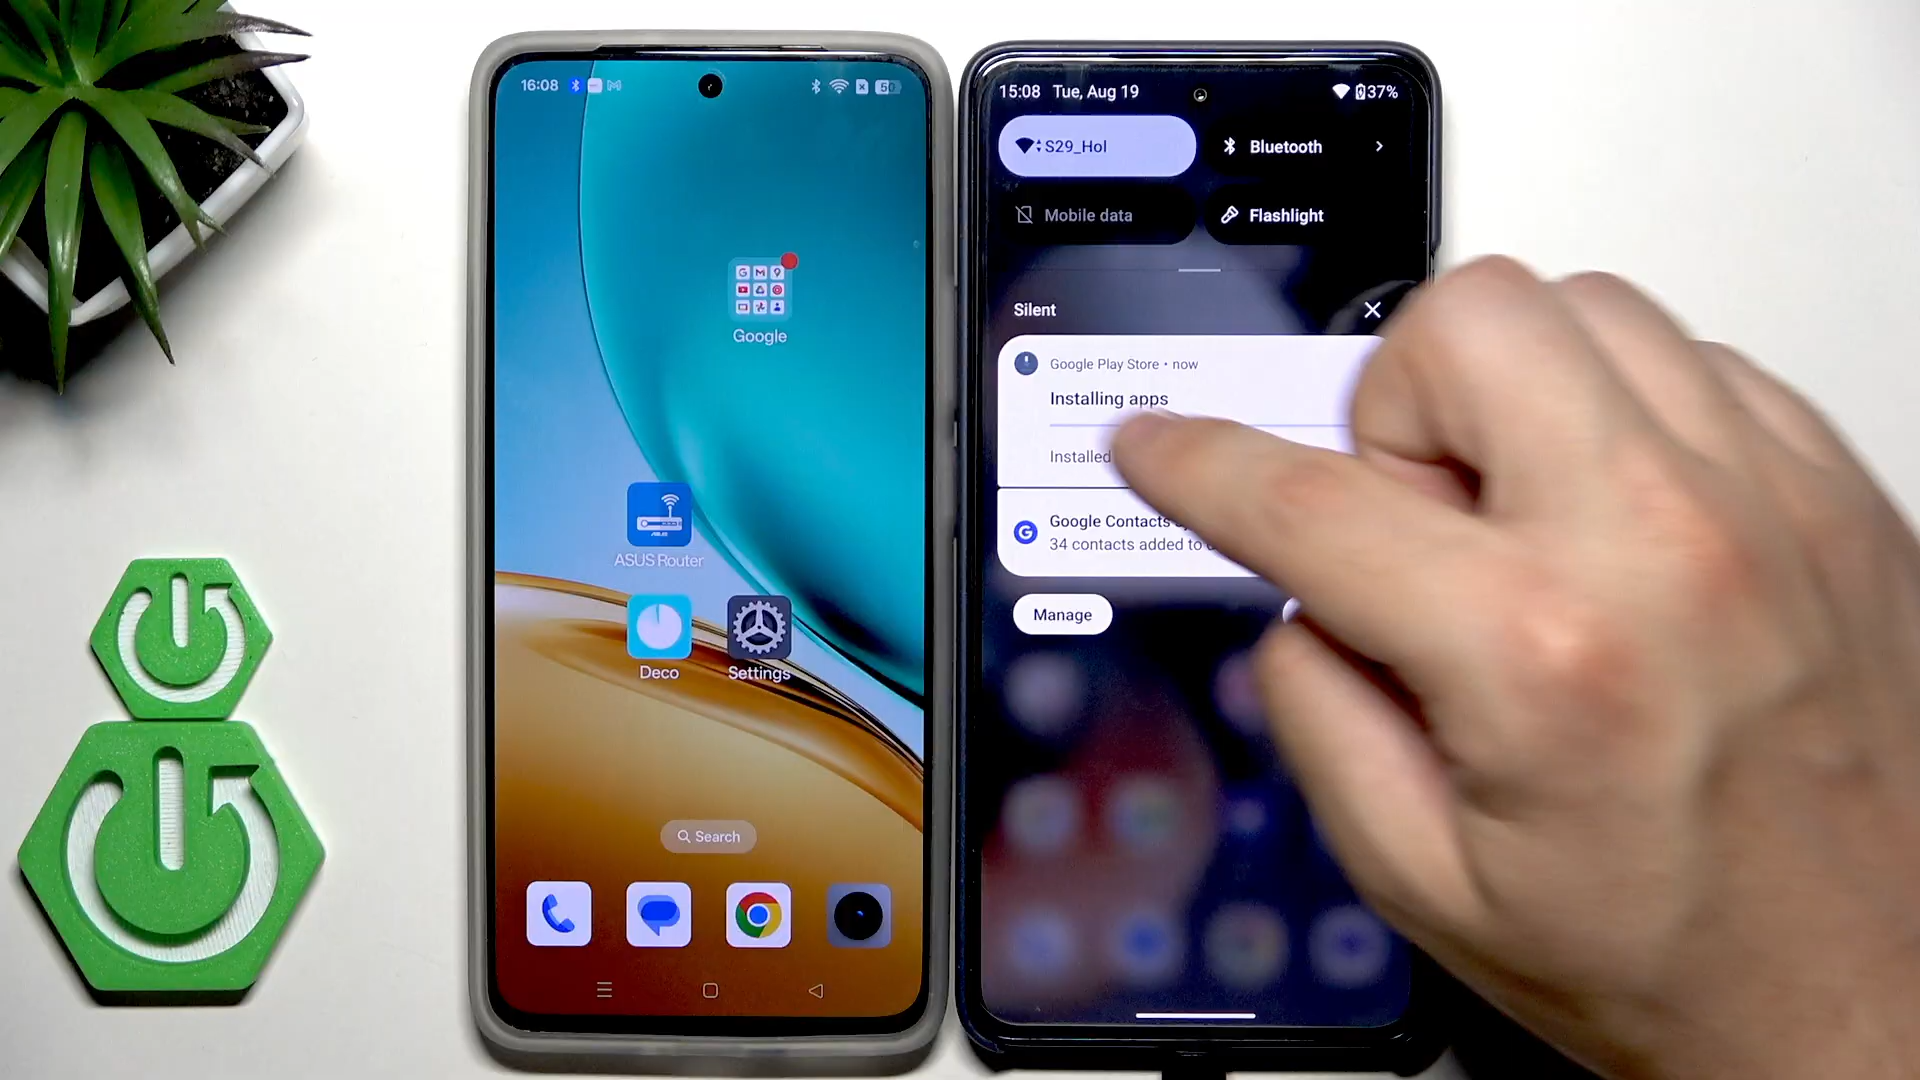 16:08
50
Google
ASUS Router
Deco
Settings
Search
15:08 Tue, Aug 19
37%
S29_Hol
Bluetooth
Mobile data
Flashlight
Silent
Google Play Store • now
Installing apps
Installed
Google Contacts
34 contacts added to
Manage